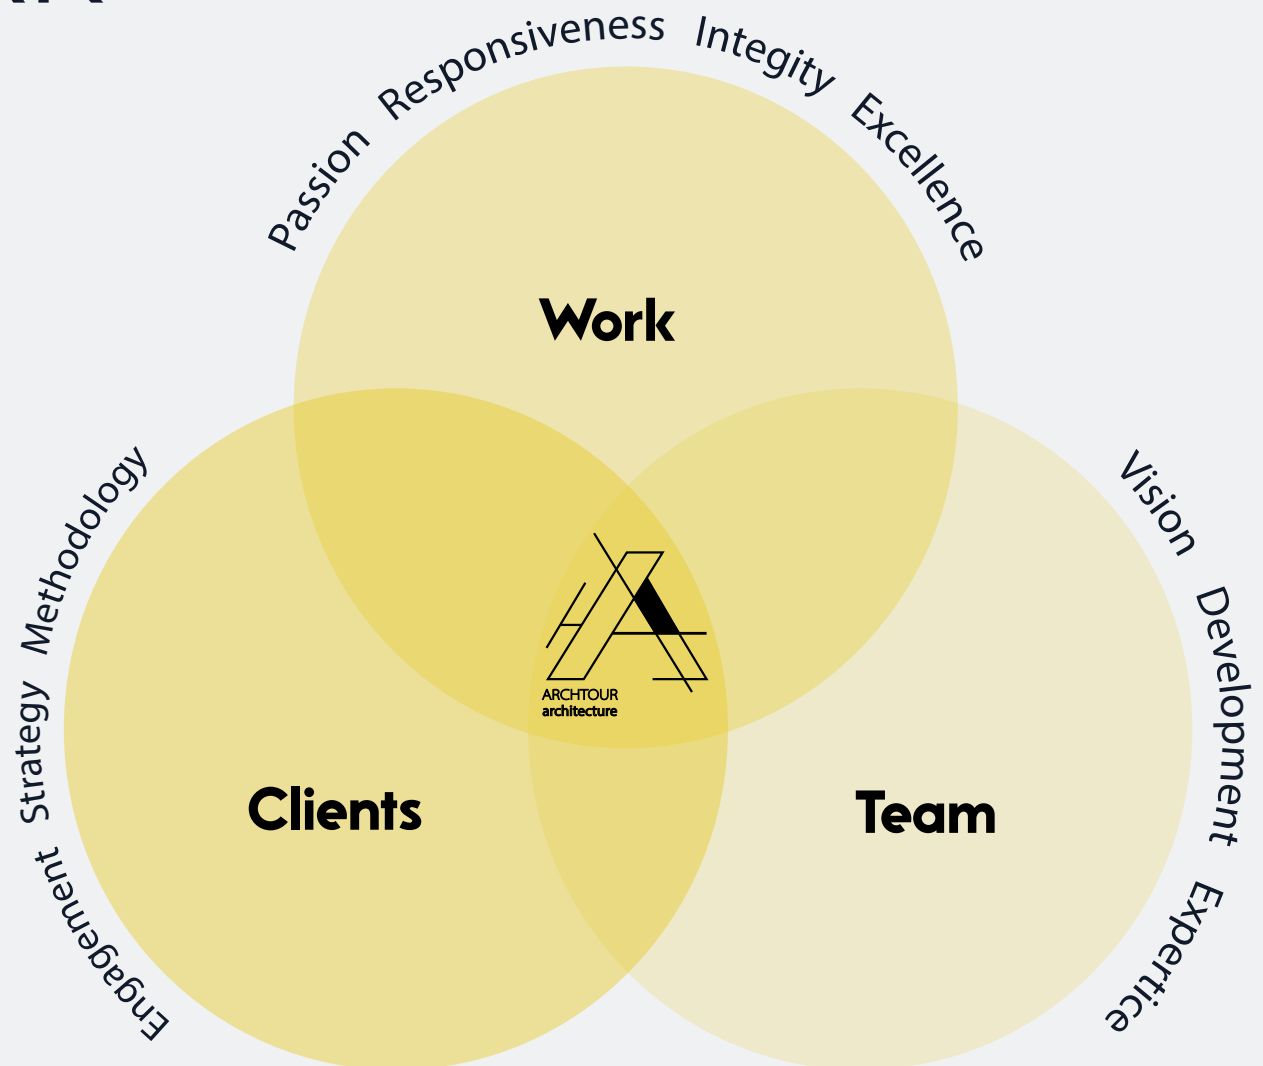 Passion Responsiveness Integity Excellence
Work
Engagement Strategy Methodology
Vision Development Expertice
ARCHTOUR
architecture
Clients
Team